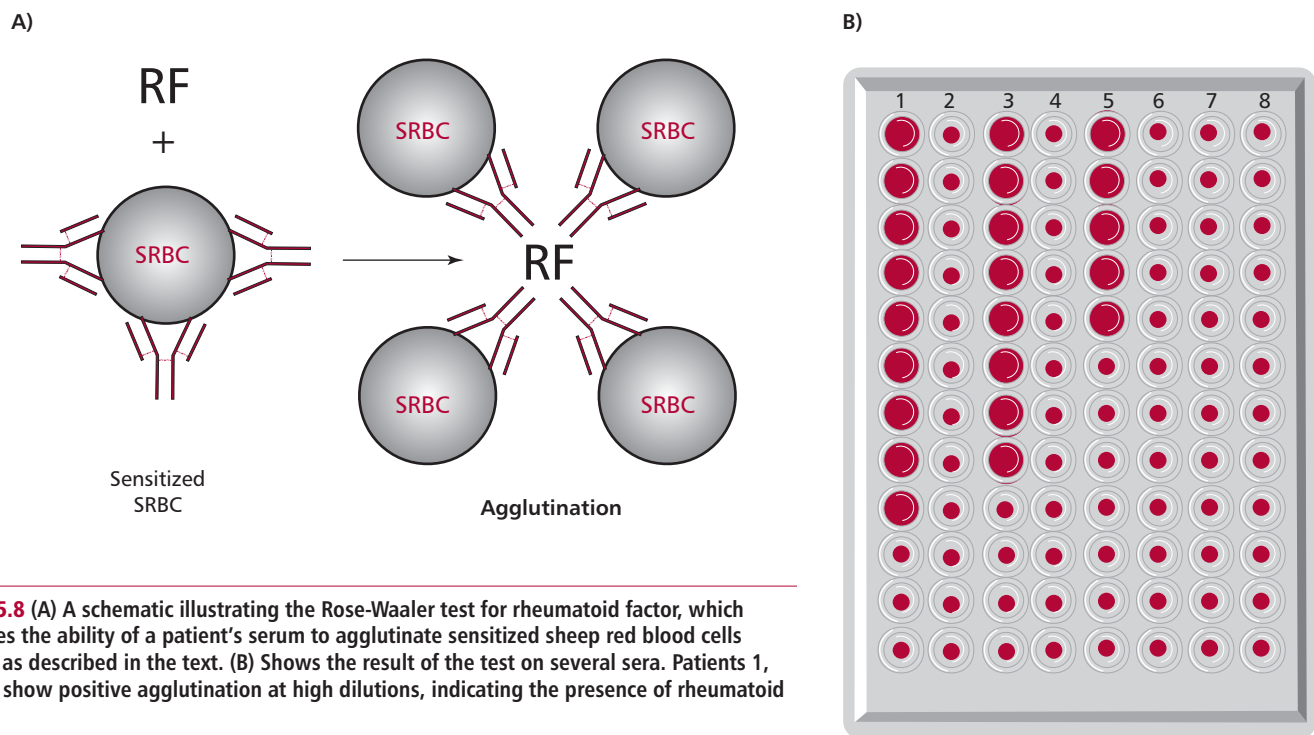 A)
RF
+
SRBC
Sensitized
SRBC
SRBC
SRBC
RF
SRBC
SRBC
Agglutination
B)
1 2 3 4 5 6 7 8
5.8 (A) A schematic illustrating the Rose-Waaler test for rheumatoid factor, which
es the ability of a patient’s serum to agglutinate sensitized sheep red blood cells
as described in the text. (B) Shows the result of the test on several sera. Patients 1,
show positive agglutination at high dilutions, indicating the presence of rheumatoid